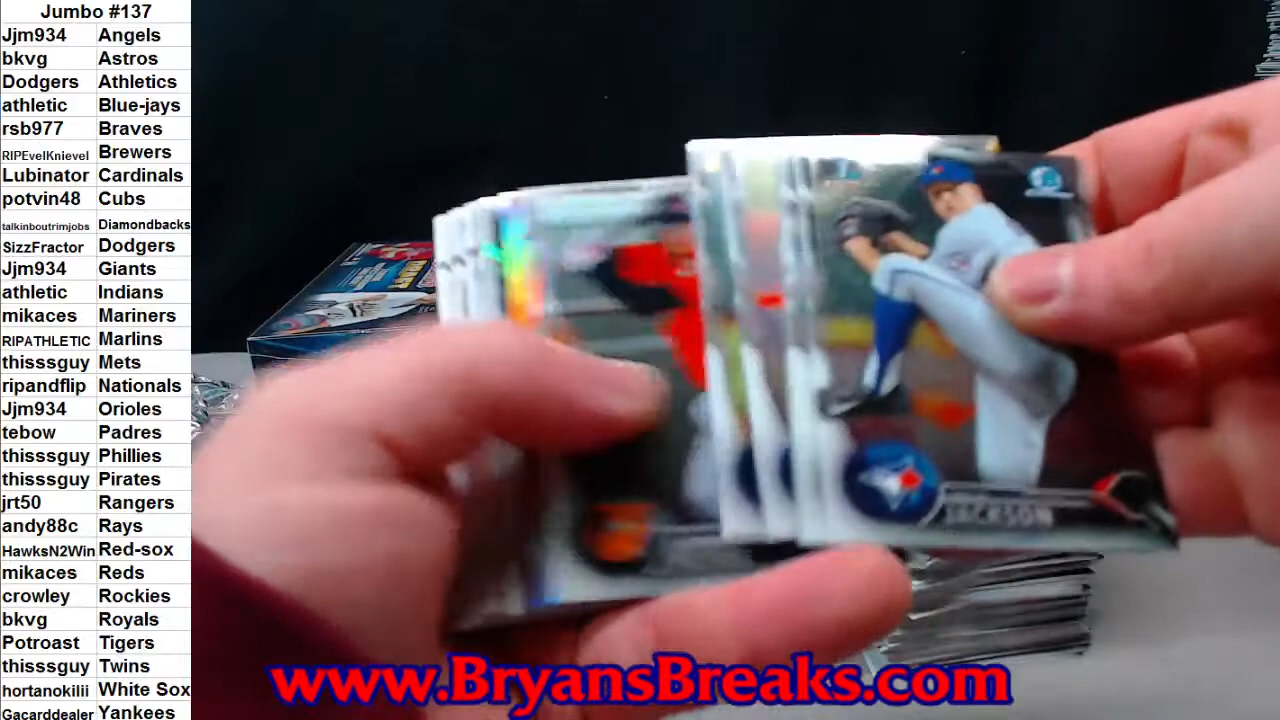 Jumbo #137
Jjm934 Angels
bkvg Astros
Dodgers Athletics
athletic Blue-jays
rsb977 Braves
RIPEvelKnievel Brewers
Lubinator Cardinals
potvin48 Cubs
talkinboutrimjobs Diamondbacks
SizzFractor Dodgers
Jjm934 Giants
athletic Indians
mikaces Mariners
RIPATHLETIC Marlins
thisssguy Mets
ripandflip Nationals
Jjm934 Orioles
tebow Padres
thisssguy Phillies
thisssguy Pirates
jrt50 Rangers
andy88c Rays
HawksN2Win Red-sox
mikaces Reds
crowley Rockies
bkvg Royals
Potroast Tigers
thisssguy Twins
hortanokilii White Sox
Gacarddealer Yankees
JACKSON
www.BryansBreaks.com